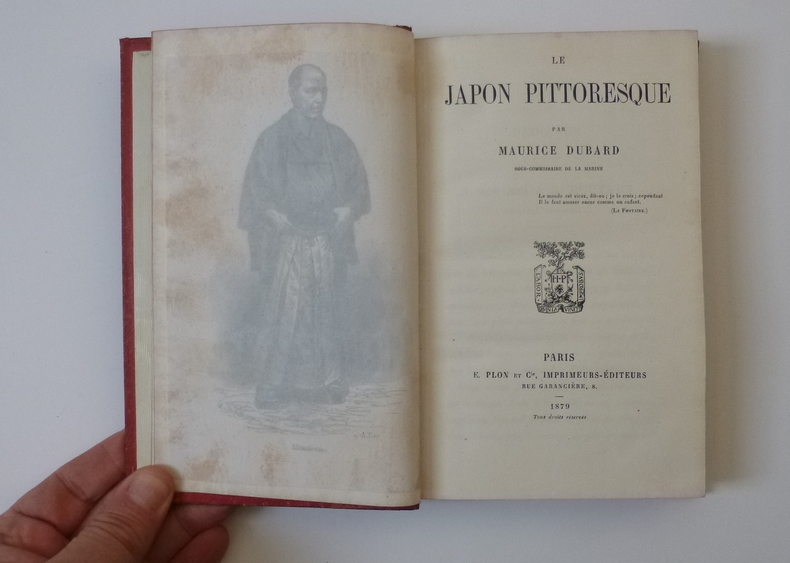 LE
JAPON PITTORESQUE
PAR
MAURICE DUBARD
SOUS-COMMISSAIRE DE LA MARINE
Le monde est vieux, dit-on; je le crois; cependant
Il le faut amuser encor comme un enfant.
(LA FONTAINE.)
LABOR
H·P
PARIS
E. PLON ET Cie, IMPRIMEURS-ÉDITEURS
RUE GARANCIÈRE, 8.
1879
Tous droits réservés